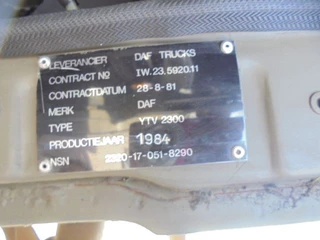 LEVERANCIER DAF TRUCKS
CONTRACT NO IW.23.5920.11
CONTRACTDATUM 28-8-81
MERK DAF
TYPE YTV 2300
PRODUCTIEJAAR 1984
NSN 2320-17-051-8290